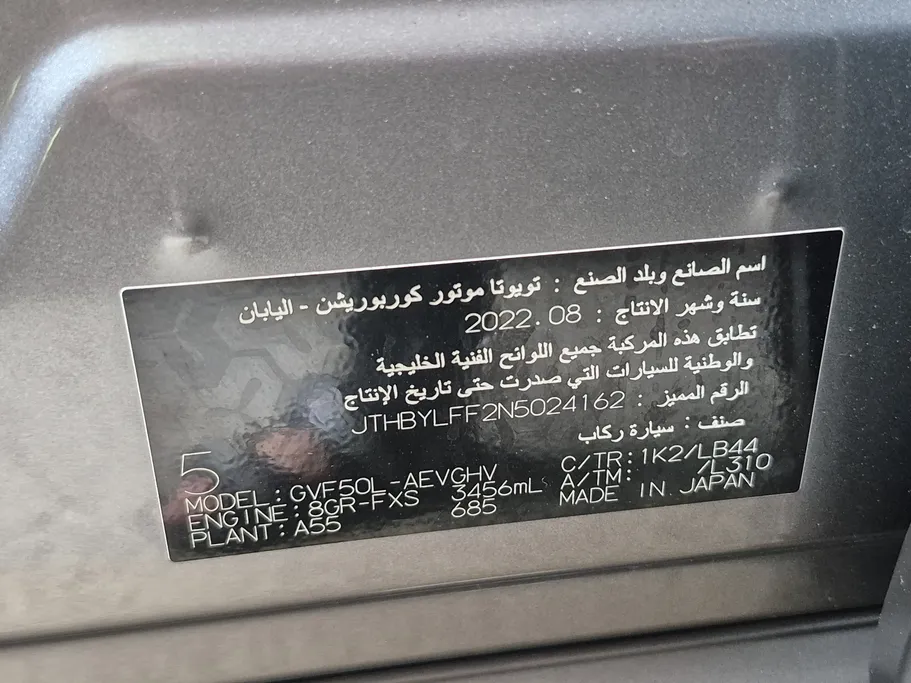 اسم الصانع وبلد الصنع : تويوتا موتور كوربوريشن - اليابان
سنة وشهر الانتاج : 2022.08
تطابق هذه المركبة جميع اللوائح الفنية الخليجية
والوطنية للسيارات التي صدرت حتى تاريخ الإنتاج
الرقم المميز : JTHBYLFF2N5024162
صنف : سيارة ركاب
5
MODEL : GVF50L-AEVGHV C/TR: 1K2/LB44
ENGINE: 8GR-FXS 3456mL A/TM: /L310
PLANT: A55 685 MADE IN JAPAN